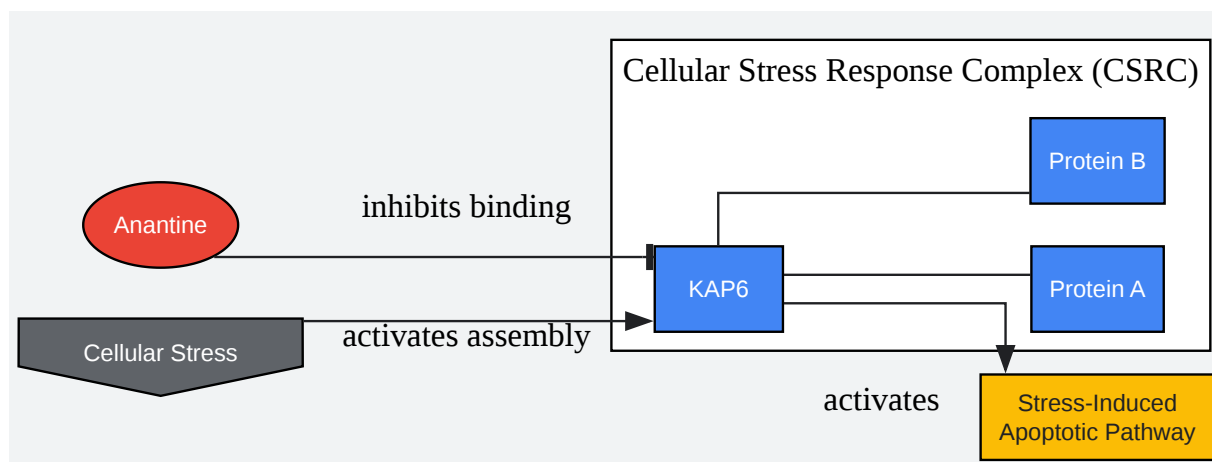 Cellular Stress Response Complex (CSRC)
Protein B
Anantine
inhibits binding
KAP6
Protein A
Cellular Stress
activates assembly
activates
Stress-Induced
Apoptotic Pathway